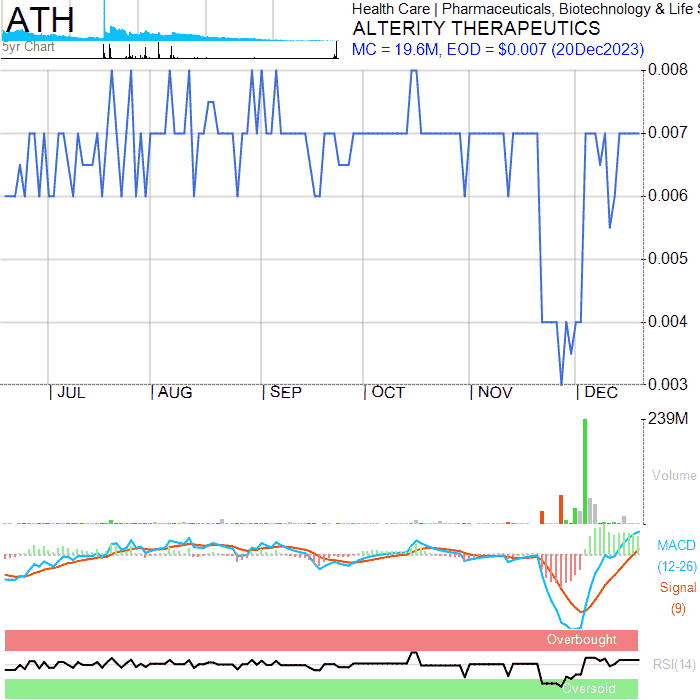 ATH
5yr Chart
Health Care | Pharmaceuticals, Biotechnology & Life S
ALTERITY THERAPEUTICS
MC = 19.6M, EOD = $0.007 (20Dec2023)
0.008
0.007
0.006
0.005
0.004
0.003
JUL AUG SEP OCT NOV DEC
239M
Volume
MACD
(12-26)
Signal
(9)
Overbought
RSI(14)
Oversold